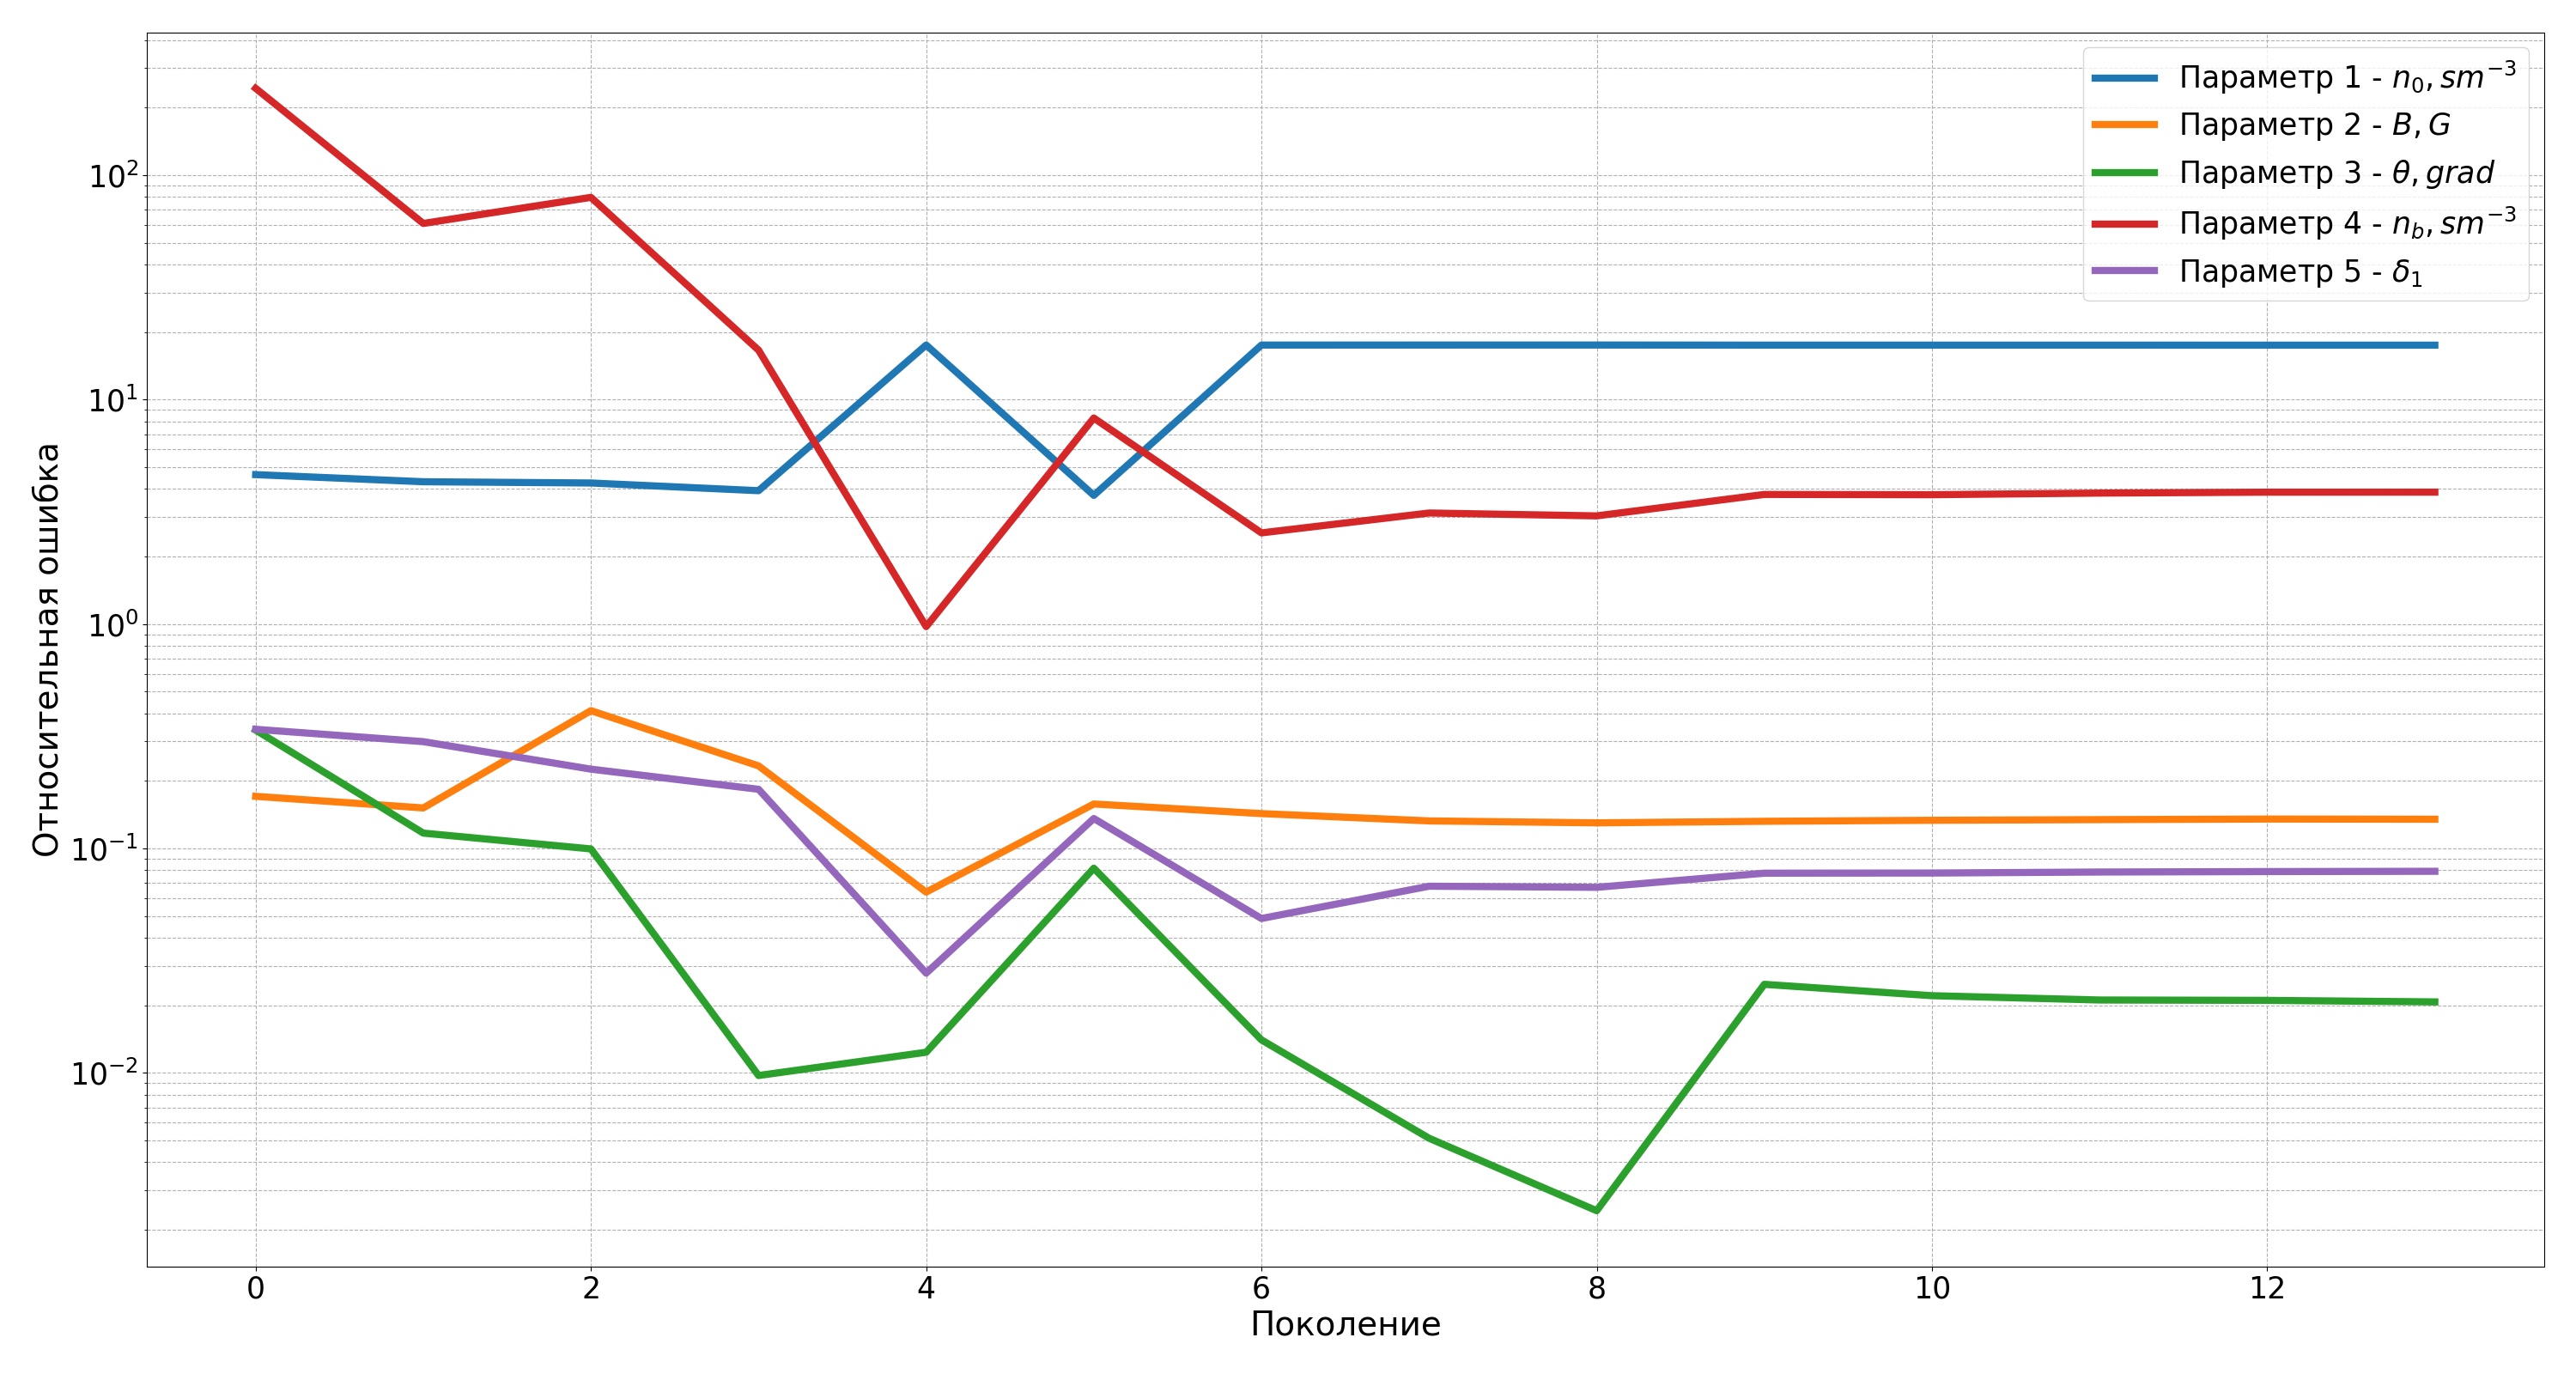 Параметр 1 - n₀, sm⁻³
Параметр 2 - B, G
Параметр 3 - θ, grad
Параметр 4 - n_b, sm⁻³
Параметр 5 - δ₁
Относительная ошибка
10²
10¹
10⁰
10⁻¹
10⁻²
0 2 4 6 8 10 12
Поколение